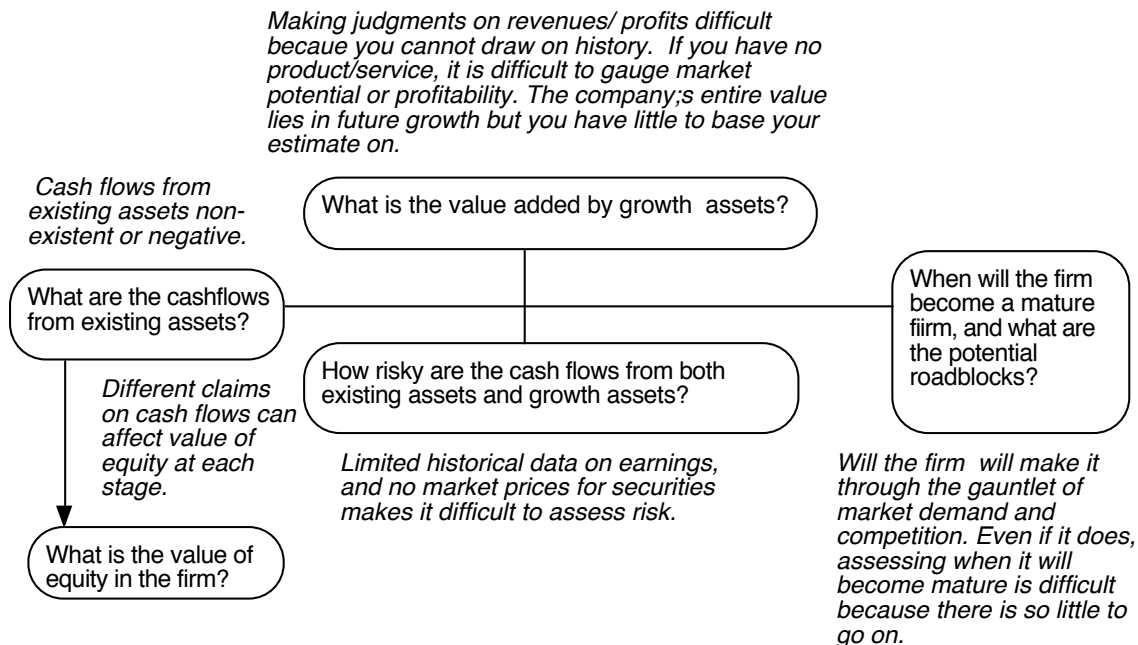 Making judgments on revenues/ profits difficult
becaue you cannot draw on history.  If you have no
product/service, it is difficult to gauge market
potential or profitability. The company;s entire value
lies in future growth but you have little to base your
estimate on.
Cash flows from
existing assets non-
existent or negative.
What is the value added by growth  assets?
What are the cashflows
from existing assets?
When will the firm
become a mature
fiirm, and what are
the potential
roadblocks?
How risky are the cash flows from both
existing assets and growth assets?
Different claims
on cash flows can
affect value of
equity at each
stage.
Limited historical data on earnings,
and no market prices for securities
makes it difficult to assess risk.
Will the firm  will make it
through the gauntlet of
market demand and
competition. Even if it does,
assessing when it will
become mature is difficult
because there is so little to
go on.
What is the value of
equity in the firm?